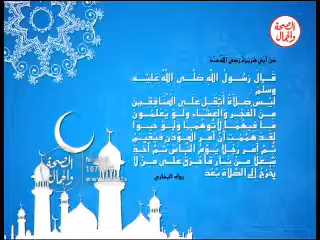 الصحة
والجمال
عن أبي هريرة رضي الله عنه
قال رسول الله صلى الله عليه
وسلم
ليس صلاة أثقل على المنافقين
من الفجر والعشاء ولو يعلمون
ما فيهما لأتوهما ولو حبوا
لقد هممت أن آمر المؤذن فيقيم
ثم آمر رجلا يؤم الناس ثم آخذ
شعلا من نار فأحرق على من لا
يخرج إلى الصلاة بعد
رواه البخاري
الصحة
والجمال